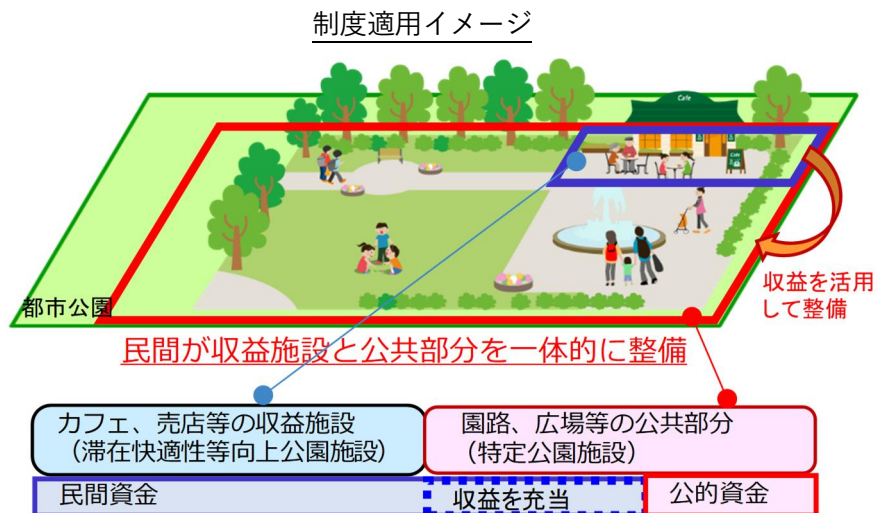 制度適用イメージ
Cafe
Cafe
都市公園
収益を活用
して整備
民間が収益施設と公共部分を一体的に整備
カフェ、売店等の収益施設
（滞在快適性等向上公園施設）
園路、広場等の公共部分
（特定公園施設）
民間資金
収益を充当
公的資金